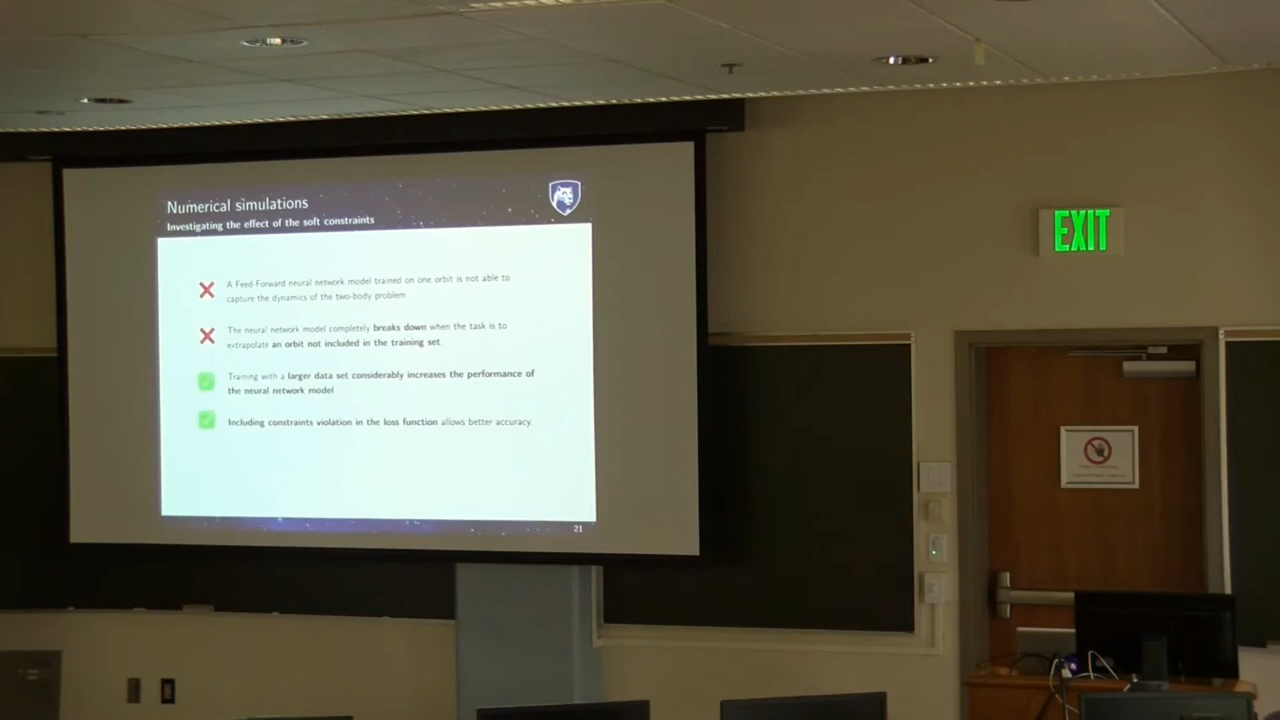 Numerical simulations
Investigating the effect of the soft constraints
A Feed-Forward neural network model trained on one orbit is not able to
capture the dynamics of the two-body problem
The neural network model completely breaks down when the task is to
extrapolate an orbit not included in the training set.
Training with a larger data set considerably increases the performance of
the neural network model
Including constraints violation in the loss function allows better accuracy.
21
EXIT